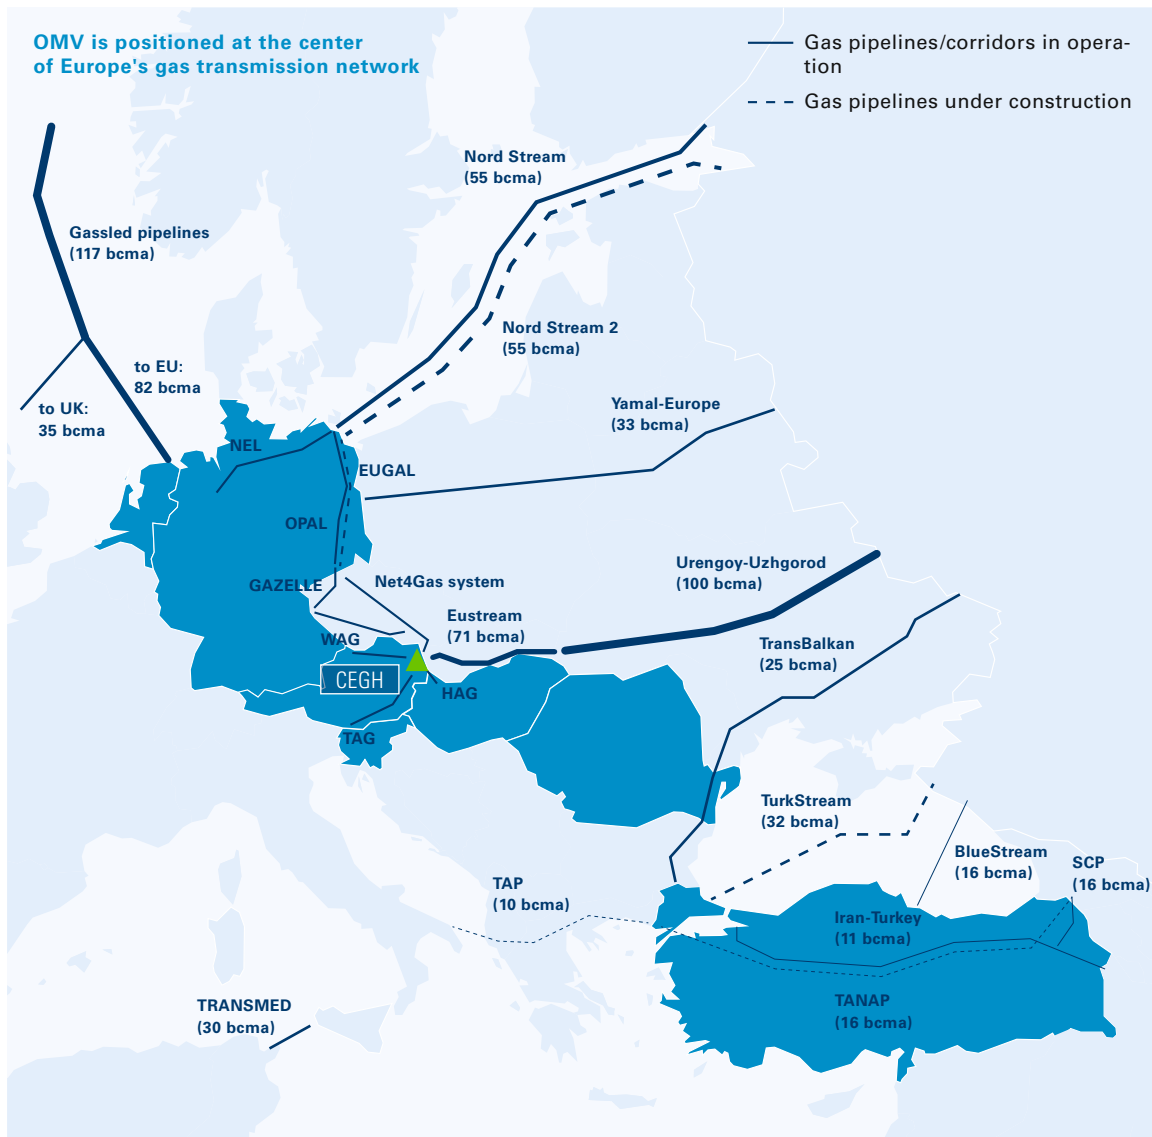 OMV is positioned at the center
of Europe's gas transmission network
Gas pipelines/corridors in opera-
tion
Gas pipelines under construction
Nord Stream
(55 bcma)
Gassled pipelines
(117 bcma)
Nord Stream 2
(55 bcma)
to EU:
82 bcma
to UK:
35 bcma
Yamal-Europe
(33 bcma)
NEL
EUGAL
OPAL
Urengoy-Uzhgorod
(100 bcma)
GAZELLE
Net4Gas system
Eustream
(71 bcma)
WAG
TransBalkan
(25 bcma)
CEGH
HAG
TAG
TurkStream
(32 bcma)
BlueStream
(16 bcma)
SCP
(16 bcma)
TAP
(10 bcma)
Iran-Turkey
(11 bcma)
TRANSMED
(30 bcma)
TANAP
(16 bcma)